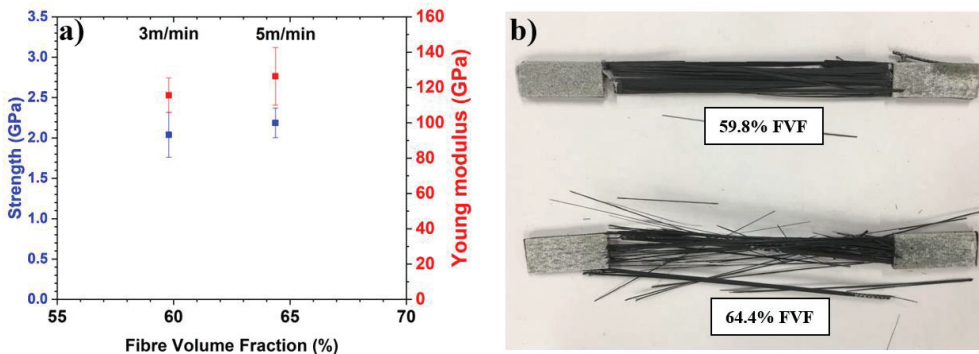 a)
3m/min
5m/min
3.5
3.0
2.5
2.0
1.5
1.0
0.5
0.0
Strength (GPa)
160
140
120
100
80
60
40
20
0
Young modulus (GPa)
55
60
65
70
Fibre Volume Fraction (%)
b)
59.8% FVF
64.4% FVF